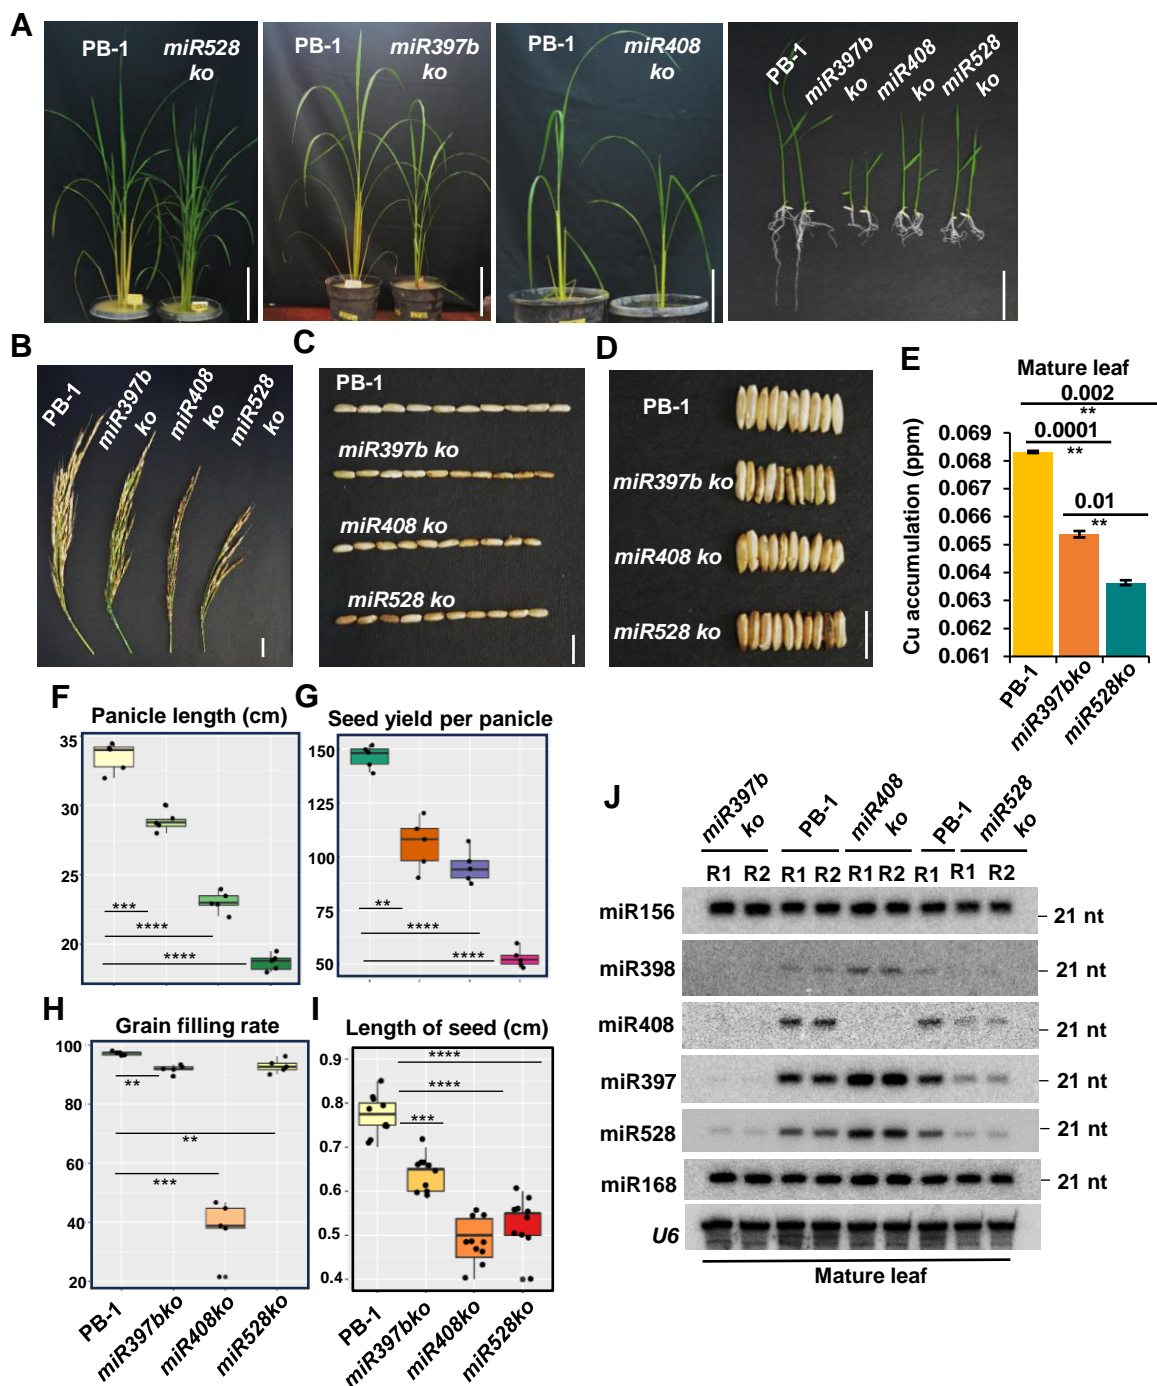 A
PB-1
miR528
ko
PB-1
miR397b
ko
PB-1
miR408
ko
PB-1
miR397b
ko
miR408
ko
miR528
ko
B
PB-1
miR397b
ko
miR408
ko
miR528
ko
C
PB-1
miR397b ko
miR408 ko
miR528 ko
D
PB-1
miR397b ko
miR408 ko
miR528 ko
E
Mature leaf
0.002
**
0.0001
**
0.01
**
Cu accumulation (ppm)
0.069
0.068
0.067
0.066
0.065
0.064
0.063
0.062
0.061
PB-1
miR397bko
miR528ko
F
Panicle length (cm)
35
30
25
20
***
****
****
G
Seed yield per panicle
150
125
100
75
50
**
****
****
H
Grain filling rate
100
80
60
40
20
**
**
***
PB-1
miR397bko
miR408ko
miR528ko
I
Length of seed (cm)
0.9
0.8
0.7
0.6
0.5
0.4
****
****
***
PB-1
miR397bko
miR408ko
miR528ko
J
miR397b
ko
PB-1
miR408
ko
PB-1
miR528
ko
R1 R2 R1 R2 R1 R2 R1 R1 R2
miR156 21 nt
miR398 21 nt
miR408 21 nt
miR397 21 nt
miR528 21 nt
miR168 21 nt
U6
Mature leaf